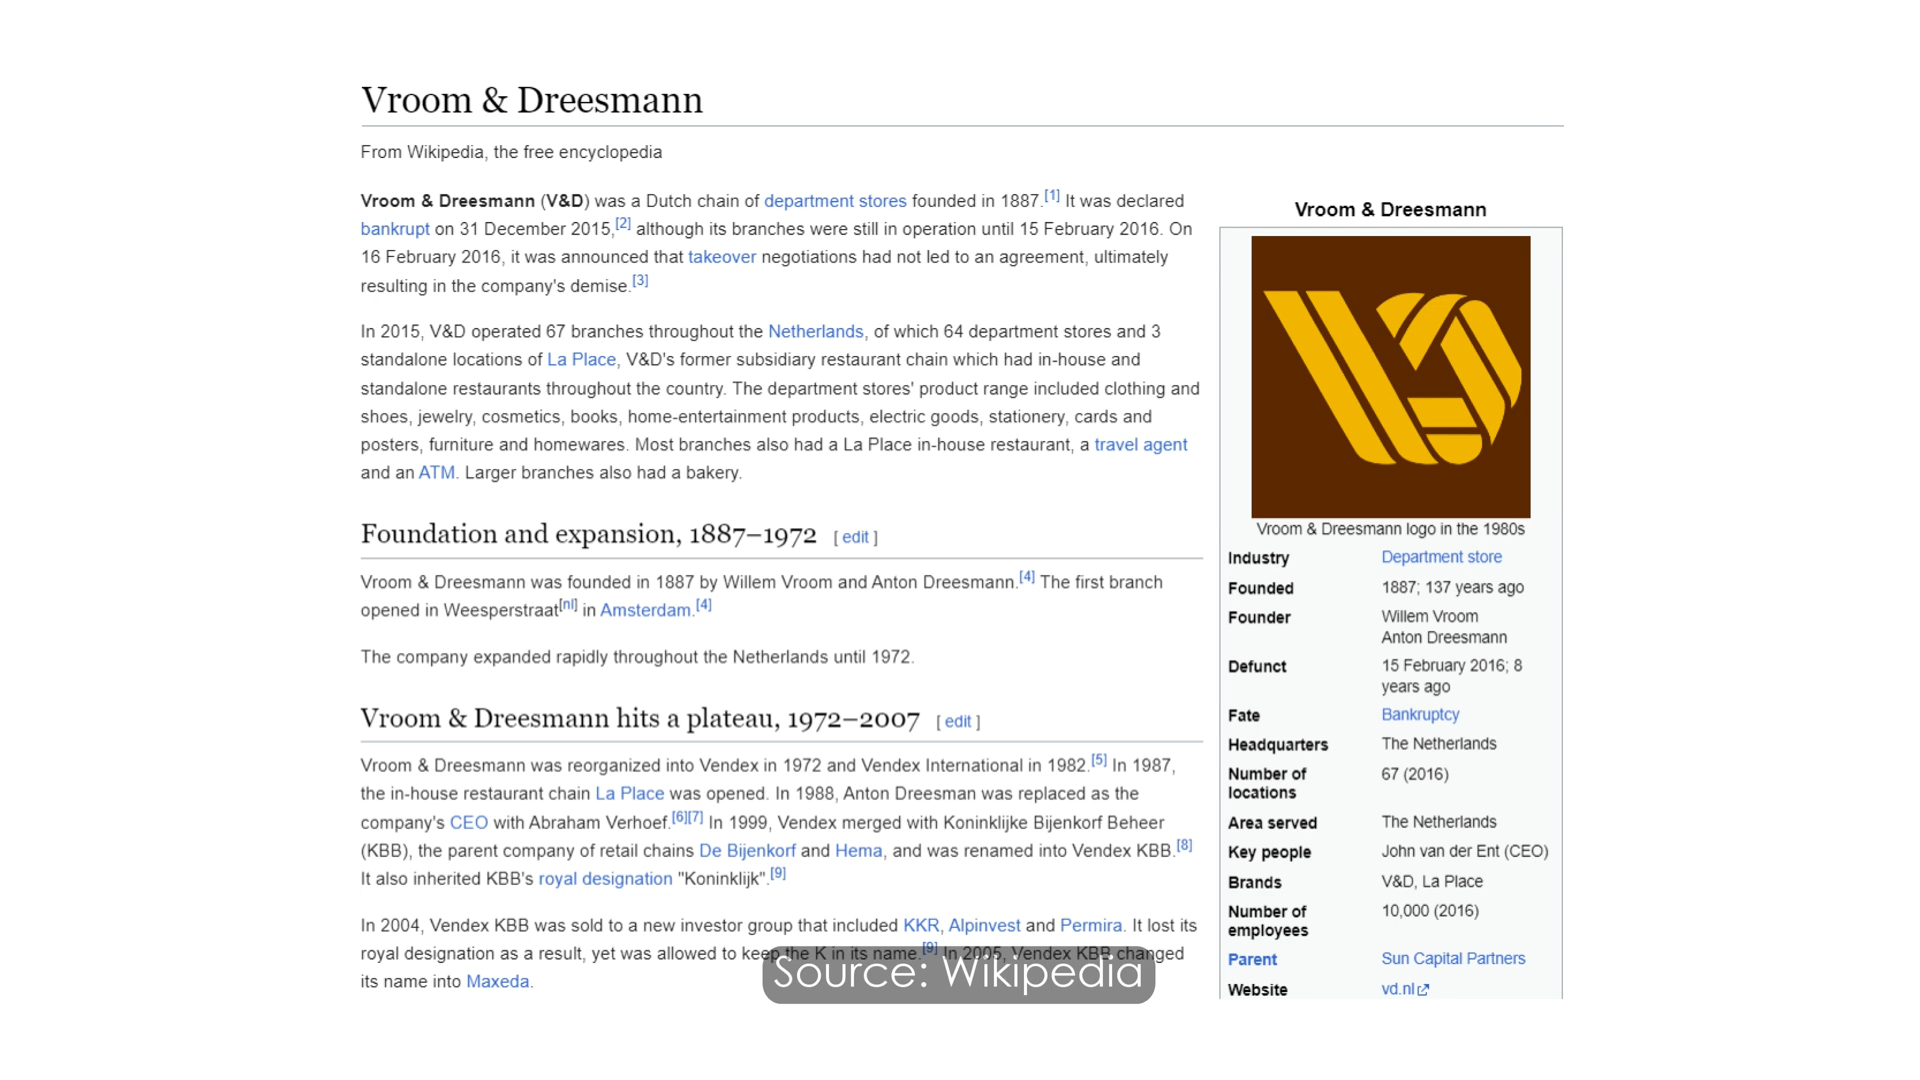 Vroom & Dreesmann
From Wikipedia, the free encyclopedia
Vroom & Dreesmann (V&D) was a Dutch chain of department stores founded in 1887.[1] It was declared
bankrupt on 31 December 2015,[2] although its branches were still in operation until 15 February 2016. On
16 February 2016, it was announced that takeover negotiations had not led to an agreement, ultimately
resulting in the company's demise.[3]
In 2015, V&D operated 67 branches throughout the Netherlands, of which 64 department stores and 3
standalone locations of La Place, V&D's former subsidiary restaurant chain which had in-house and
standalone restaurants throughout the country. The department stores' product range included clothing and
shoes, jewelry, cosmetics, books, home-entertainment products, electric goods, stationery, cards and
posters, furniture and homewares. Most branches also had a La Place in-house restaurant, a travel agent
and an ATM. Larger branches also had a bakery.
Foundation and expansion, 1887–1972 [ edit ]
Vroom & Dreesmann was founded in 1887 by Willem Vroom and Anton Dreesmann.[4] The first branch
opened in Weesperstraat[nl] in Amsterdam.[4]
The company expanded rapidly throughout the Netherlands until 1972.
Vroom & Dreesmann hits a plateau, 1972–2007 [ edit ]
Vroom & Dreesmann was reorganized into Vendex in 1972 and Vendex International in 1982.[5] In 1987,
the in-house restaurant chain La Place was opened. In 1988, Anton Dreesman was replaced as the
company's CEO with Abraham Verhoef.[6][7] In 1999, Vendex merged with Koninklijke Bijenkorf Beheer
(KBB), the parent company of retail chains De Bijenkorf and Hema, and was renamed into Vendex KBB.[8]
It also inherited KBB's royal designation "Koninklijk".[9]
In 2004, Vendex KBB was sold to a new investor group that included KKR, Alpinvest and Permira. It lost its
royal designation as a result, yet was allowed to keep the K in its name.[9] In 2005, Vendex KBB changed
its name into Maxeda.
Vroom & Dreesmann
Vroom & Dreesmann logo in the 1980s
Industry Department store
Founded 1887; 137 years ago
Founder Willem Vroom
Anton Dreesmann
Defunct 15 February 2016; 8
years ago
Fate Bankruptcy
Headquarters The Netherlands
Number of locations 67 (2016)
Area served The Netherlands
Key people John van der Ent (CEO)
Brands V&D, La Place
Number of employees 10,000 (2016)
Parent Sun Capital Partners
Website vd.nl
Source: Wikipedia